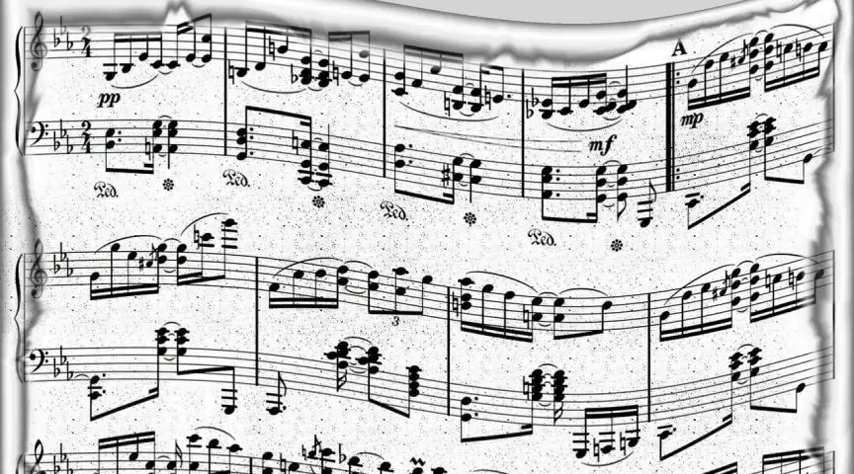 2 4 A
pp mp
mf
2 4
Ped. * Ped. * Ped. * Ped. *
3